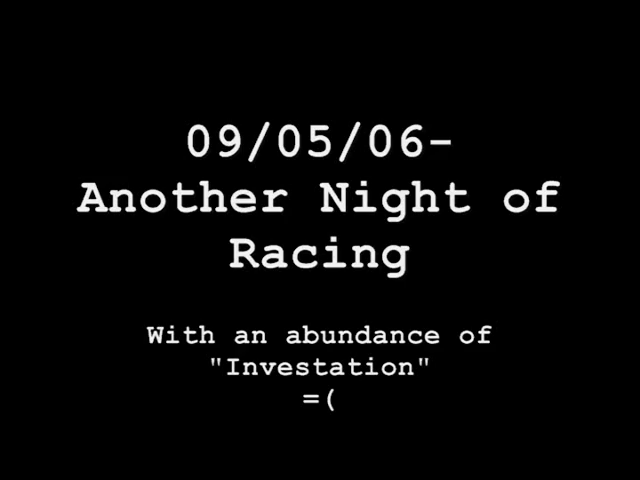 09/05/06-
Another Night of
Racing
With an abundance of
"Investation"
=(